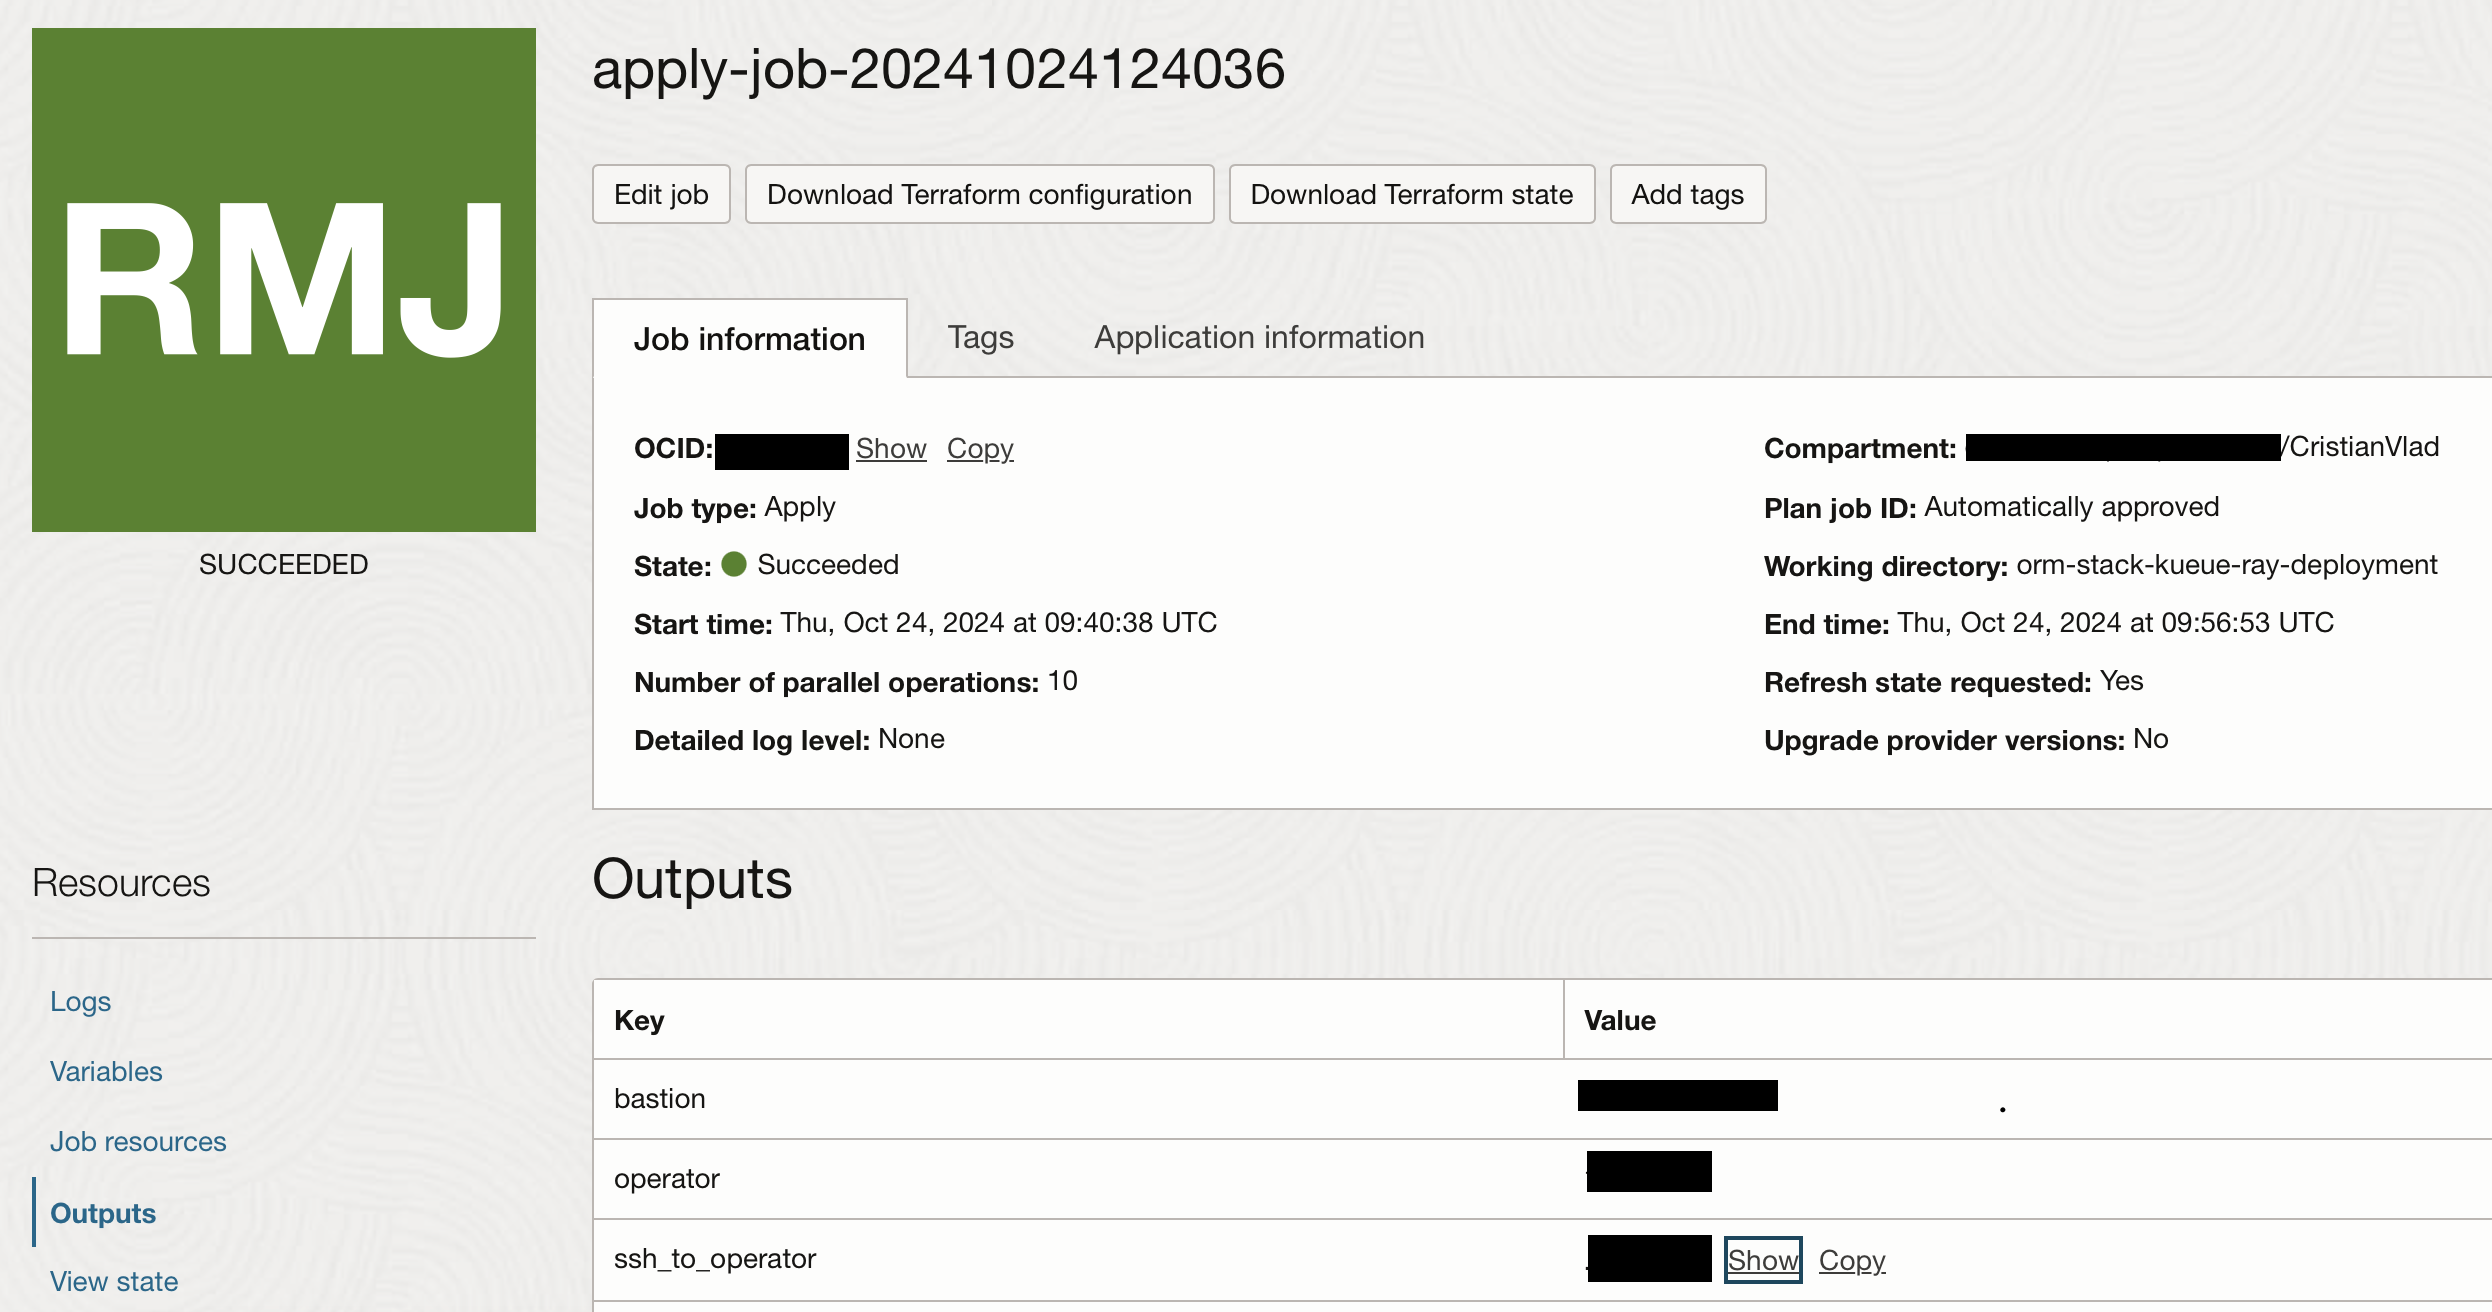 RMJ
SUCCEEDED
apply-job-20241024124036
Edit job Download Terraform configuration Download Terraform state Add tags
Job information Tags Application information
OCID: Show Copy
Job type: Apply
State: Succeeded
Start time: Thu, Oct 24, 2024 at 09:40:38 UTC
Number of parallel operations: 10
Detailed log level: None
Compartment: /CristianVlad
Plan job ID: Automatically approved
Working directory: orm-stack-kueue-ray-deployment
End time: Thu, Oct 24, 2024 at 09:56:53 UTC
Refresh state requested: Yes
Upgrade provider versions: No
Resources
Logs
Variables
Job resources
Outputs
View state
Outputs
Key Value
bastion
operator
ssh_to_operator Show Copy